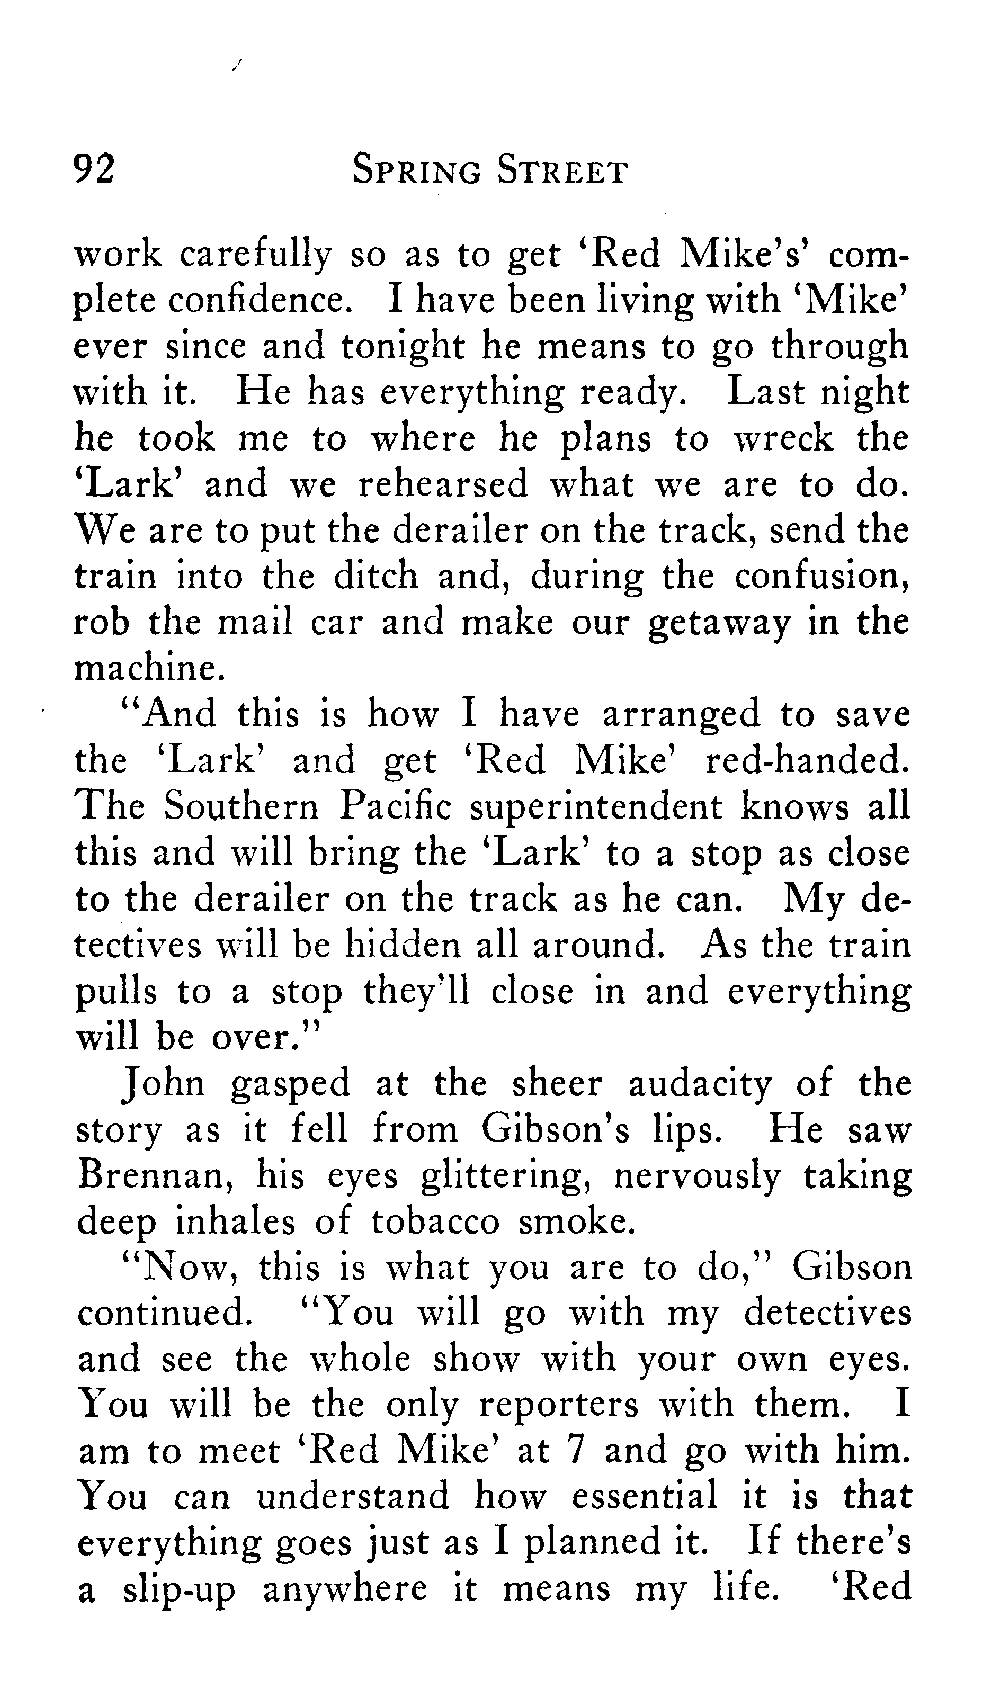 92 SPRING STREET
work carefully so as to get ‘Red Mike’s’ com-
plete confidence. I have been living with ‘Mike’
ever since and tonight he means to go through
with it. He has everything ready. Last night
he took me to where he plans to wreck the
‘Lark’ and we rehearsed what we are to do.
We are to put the derailer on the track, send the
train into the ditch and, during the confusion,
rob the mail car and make our getaway in the
machine.
“And this is how I have arranged to save
the ‘Lark’ and get ‘Red Mike’ red-handed.
The Southern Pacific superintendent knows all
this and will bring the ‘Lark’ to a stop as close
to the derailer on the track as he can. My de-
tectives will be hidden all around. As the train
pulls to a stop they’ll close in and everything
will be over.”
John gasped at the sheer audacity of the
story as it fell from Gibson’s lips. He saw
Brennan, his eyes glittering, nervously taking
deep inhales of tobacco smoke.
“Now, this is what you are to do,” Gibson
continued. “You will go with my detectives
and see the whole show with your own eyes.
You will be the only reporters with them. I
am to meet ‘Red Mike’ at 7 and go with him.
You can understand how essential it is that
everything goes just as I planned it. If there’s
a slip-up anywhere it means my life. ‘Red